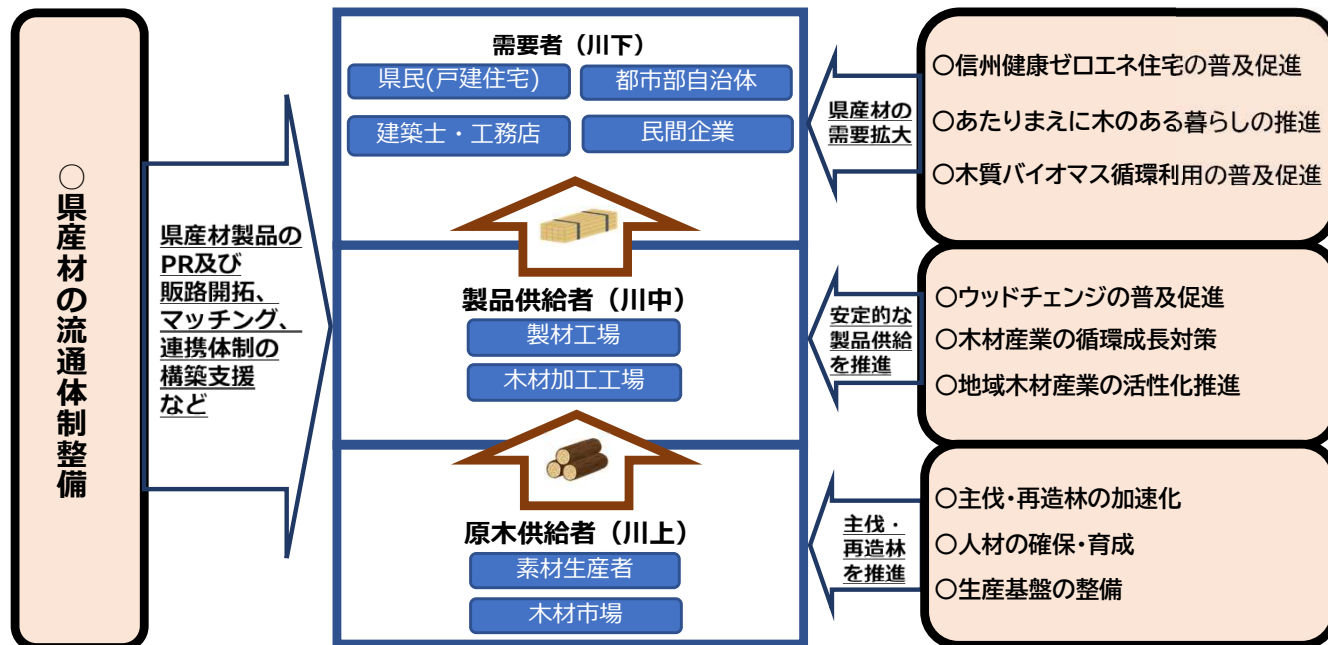 ○県産材の流通体制整備
県産材製品の
PR及び
販路開拓、
マッチング、
連携体制の
構築支援
など
需要者（川下）
県民(戸建住宅)
都市部自治体
建築士・工務店
民間企業
製品供給者（川中）
製材工場
木材加工工場
原木供給者（川上）
素材生産者
木材市場
県産材の
需要拡大
○信州健康ゼロエネ住宅の普及促進
○あたりまえに木のある暮らしの推進
○木質バイオマス循環利用の普及促進
安定的な
製品供給
を推進
○ウッドチェンジの普及促進
○木材産業の循環成長対策
○地域木材産業の活性化推進
主伐・
再造林
を推進
○主伐・再造林の加速化
○人材の確保・育成
○生産基盤の整備